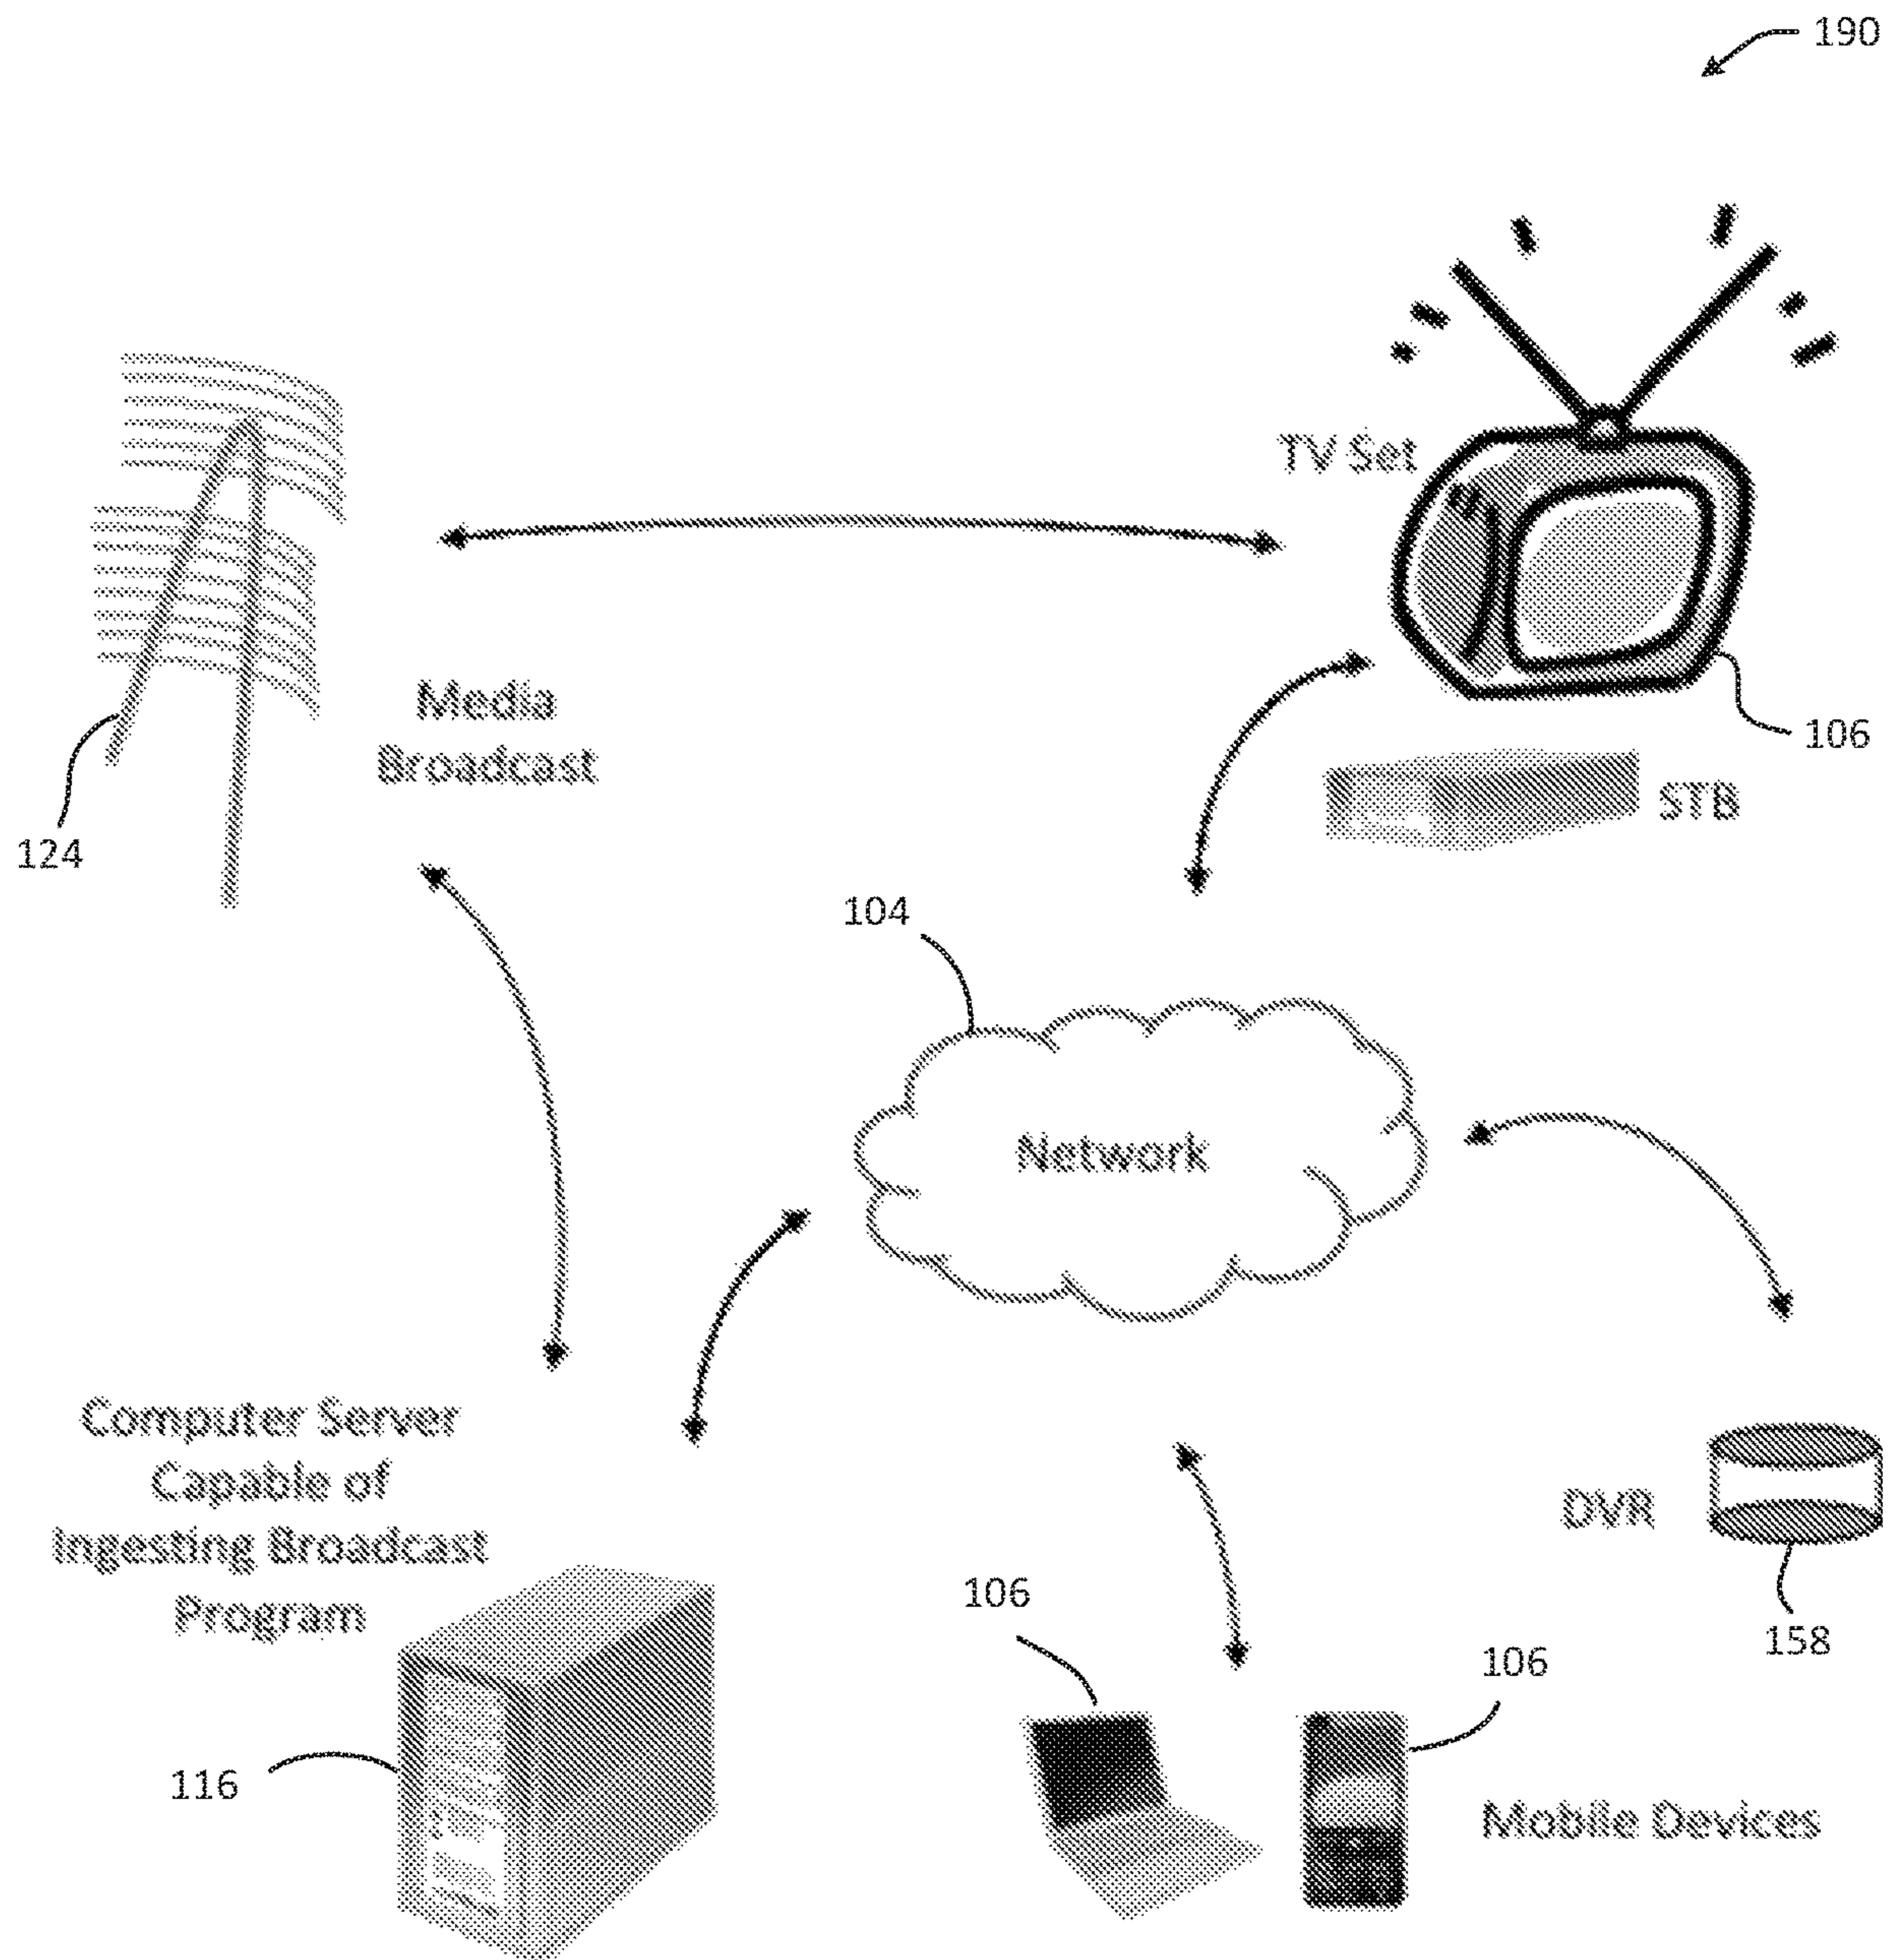 190
TV Set
Media
Broadcast
106
STB
124
104
Network
Computer Server
Capable of
Ingesting Broadcast
Program
DVR
106
158
106
116
Mobile Devices